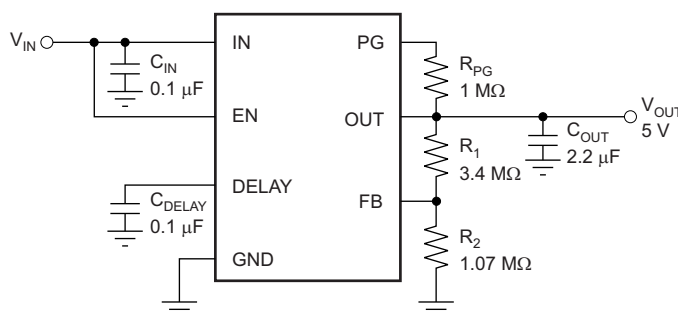 V_IN
C_IN
0.1 µF
IN
EN
DELAY
GND
C_DELAY
0.1 µF
PG
OUT
FB
R_PG
1 MΩ
R_1
3.4 MΩ
R_2
1.07 MΩ
C_OUT
2.2 µF
V_OUT
5 V